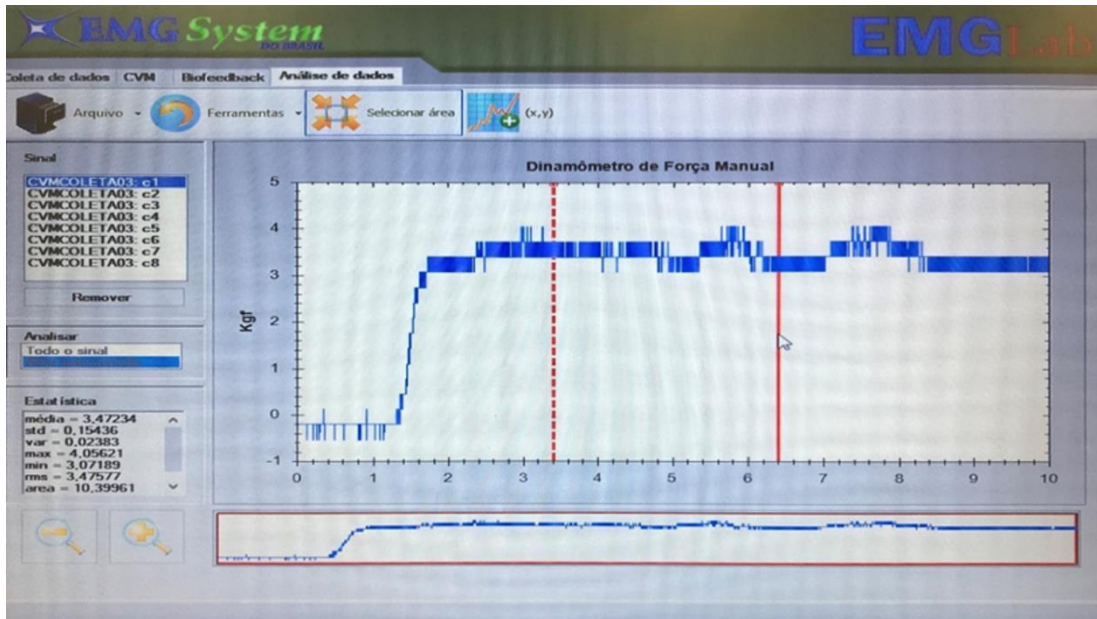 EMG System
DO BRASIL
EMGLab
Coleta de dados CVM Biofeedback Análise de dados
Arquivo Ferramentas Selecionar área (x,y)
Sinal
CVMCOLETA03: c1
CVMCOLETA03: c2
CVMCOLETA03: c3
CVMCOLETA03: c4
CVMCOLETA03: c5
CVMCOLETA03: c6
CVMCOLETA03: c7
CVMCOLETA03: c8
Remover
Analisar
Todo o sinal
Estatística
média = 3,47234
std = 0,15436
var = 0,02383
max = 4,05621
min = 3,07189
rms = 3,47577
area = 10,39961
Dinamômetro de Força Manual
Kgf
5
4
3
2
1
0
-1
0 1 2 3 4 5 6 7 8 9 10